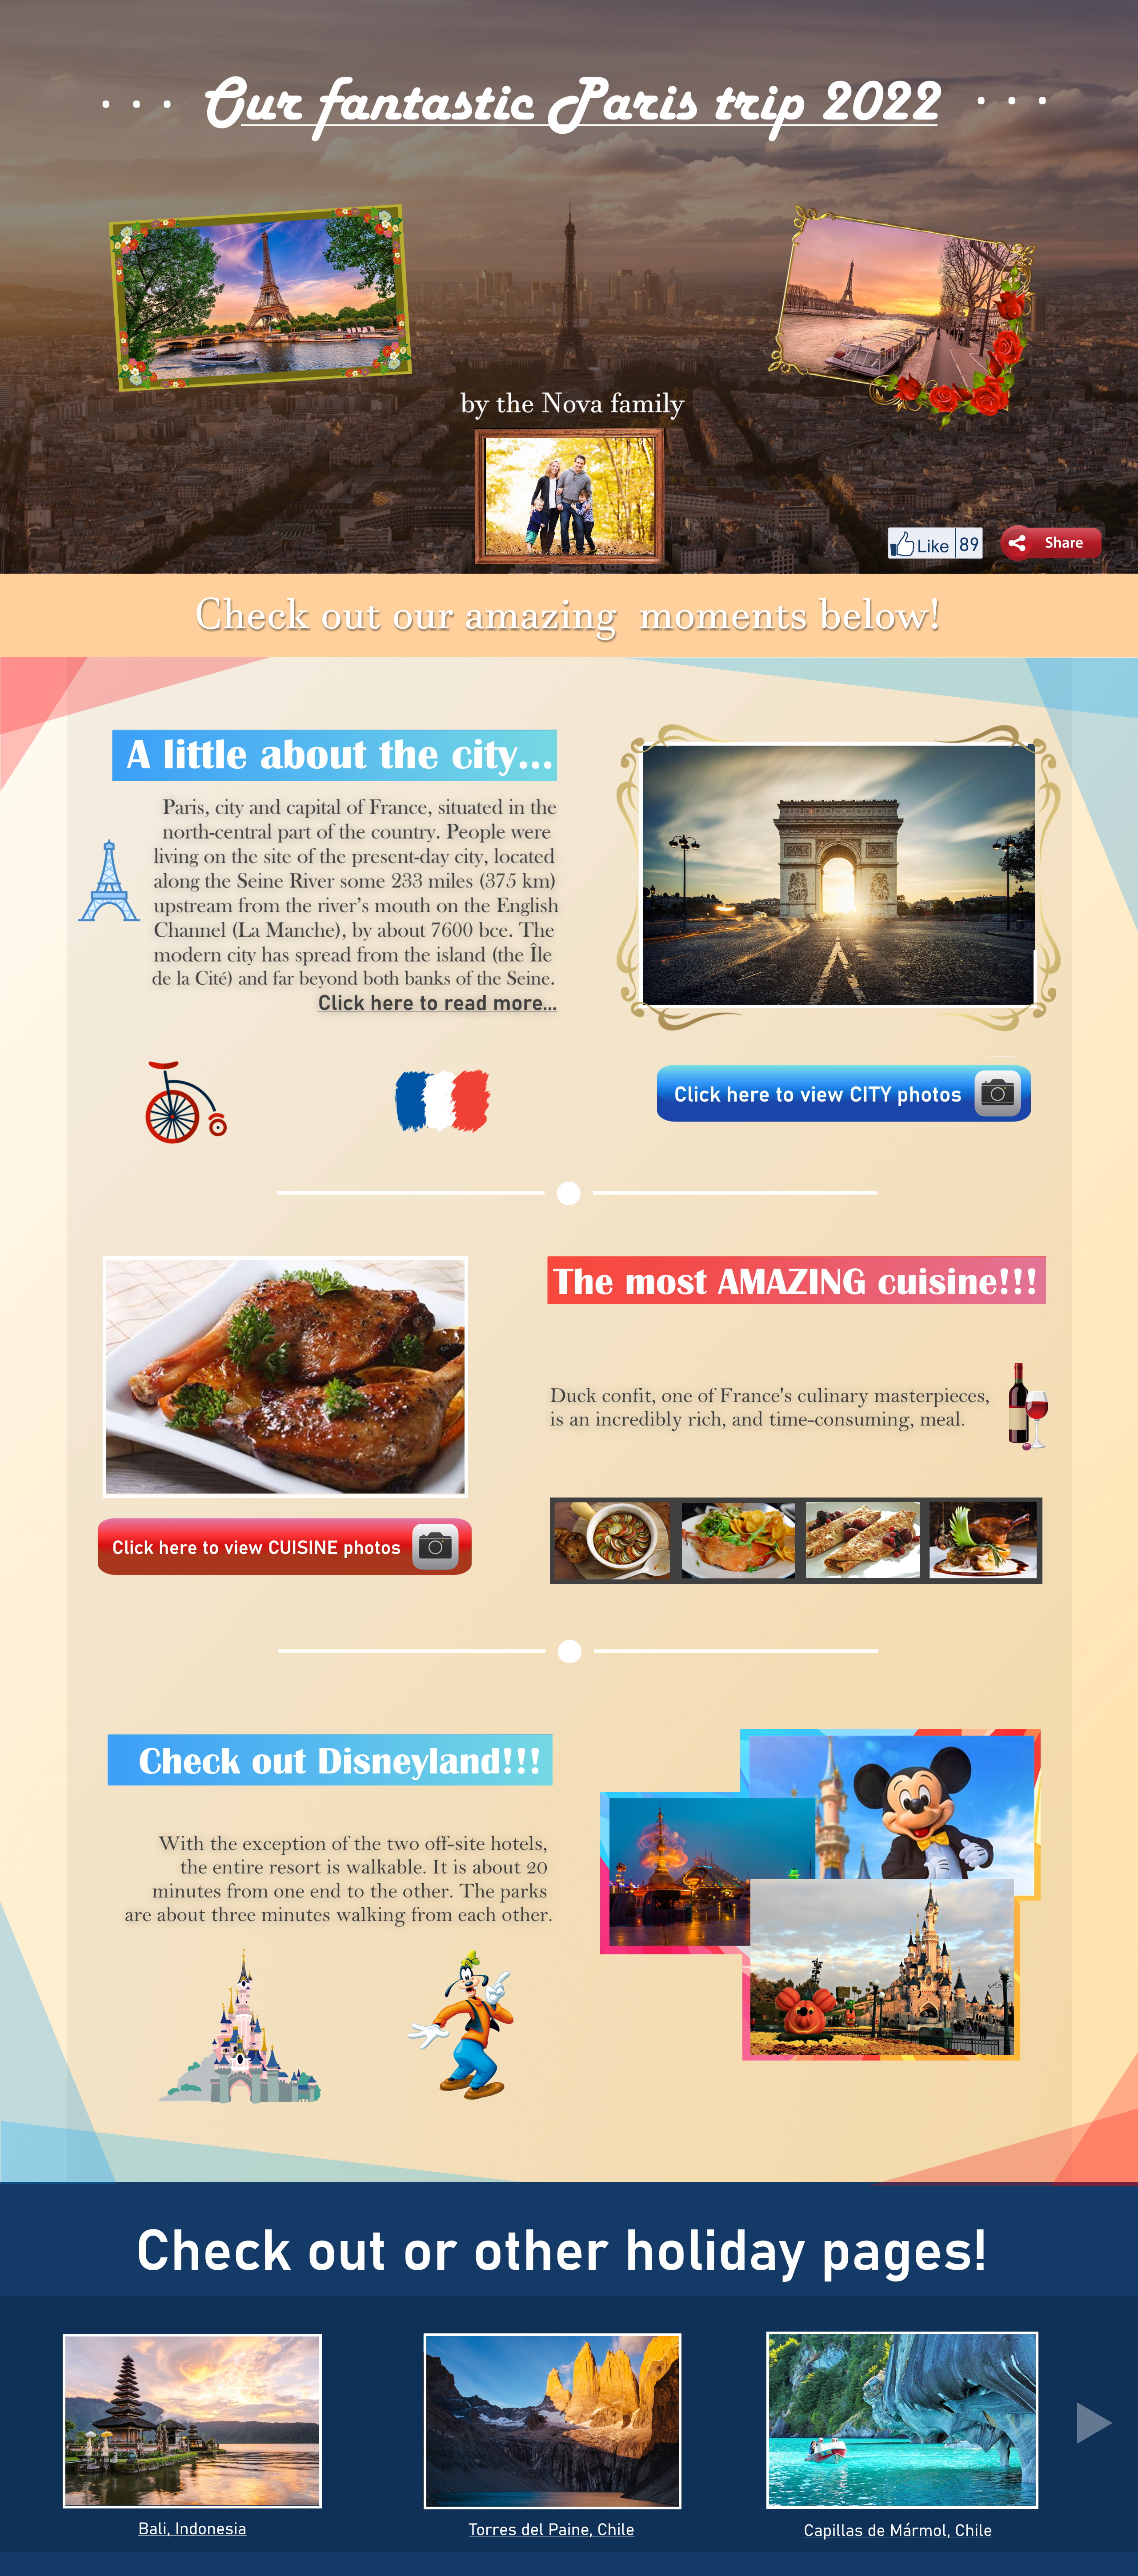 ... Our fantastic Paris trip 2022 ...
by the Nova family
Like 89
Share
Check out our amazing moments below!
A little about the city...
Paris, city and capital of France, situated in the
north-central part of the country. People were
living on the site of the present-day city, located
along the Seine River some 233 miles (375 km)
upstream from the river's mouth on the English
Channel (La Manche), by about 7600 bce. The
modern city has spread from the island (the Île
de la Cité) and far beyond both banks of the Seine.
Click here to read more...
Click here to view CITY photos
The most AMAZING cuisine!!!
Duck confit, one of France's culinary masterpieces,
is an incredibly rich, and time-consuming, meal.
Click here to view CUISINE photos
Check out Disneyland!!!
With the exception of the two off-site hotels,
the entire resort is walkable. It is about 20
minutes from one end to the other. The parks
are about three minutes walking from each other.
Check out or other holiday pages!
Bali, Indonesia
Torres del Paine, Chile
Capillas de Mármol, Chile